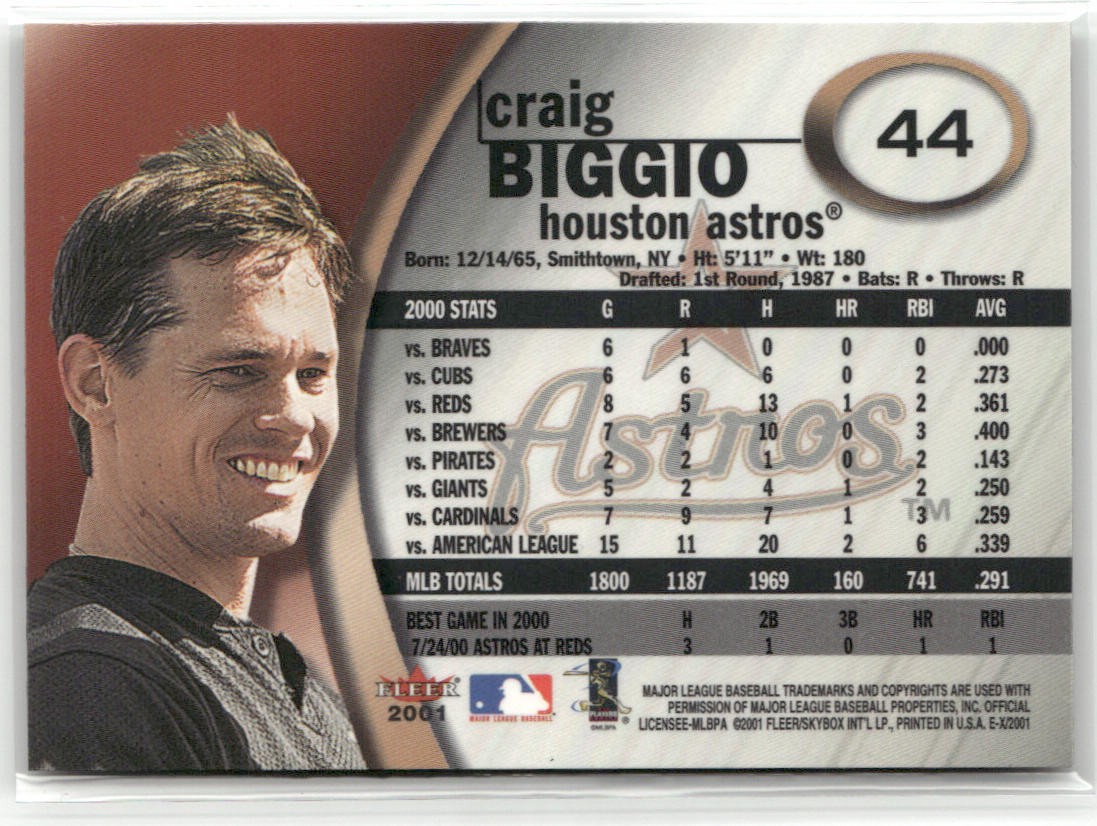 44
craig
BIGGIO
houston astros®
Born: 12/14/65, Smithtown, NY • Ht: 5'11" • Wt: 180
Drafted: 1st Round, 1987 • Bats: R • Throws: R
2000 STATS G R H HR RBI AVG
vs. BRAVES 6 1 0 0 0 .000
vs. CUBS 6 6 6 0 2 .273
vs. REDS 8 5 13 1 2 .361
vs. BREWERS 7 4 10 0 3 .400
vs. PIRATES 2 2 1 0 2 .143
vs. GIANTS 5 2 4 1 2 .250
vs. CARDINALS 7 9 7 1 3 .259
vs. AMERICAN LEAGUE 15 11 20 2 6 .339
Astros TM
MLB TOTALS 1800 1187 1969 160 741 .291
BEST GAME IN 2000 H 2B 3B HR RBI
7/24/00 ASTROS AT REDS 3 1 0 1 1
FLEER
2001
MAJOR LEAGUE BASEBALL
PLAYERS
©MLBPA
MAJOR LEAGUE BASEBALL TRADEMARKS AND COPYRIGHTS ARE USED WITH
PERMISSION OF MAJOR LEAGUE BASEBALL PROPERTIES, INC. OFFICIAL
LICENSEE-MLBPA ©2001 FLEER/SKYBOX INT'L LP., PRINTED IN U.S.A. E-X/2001